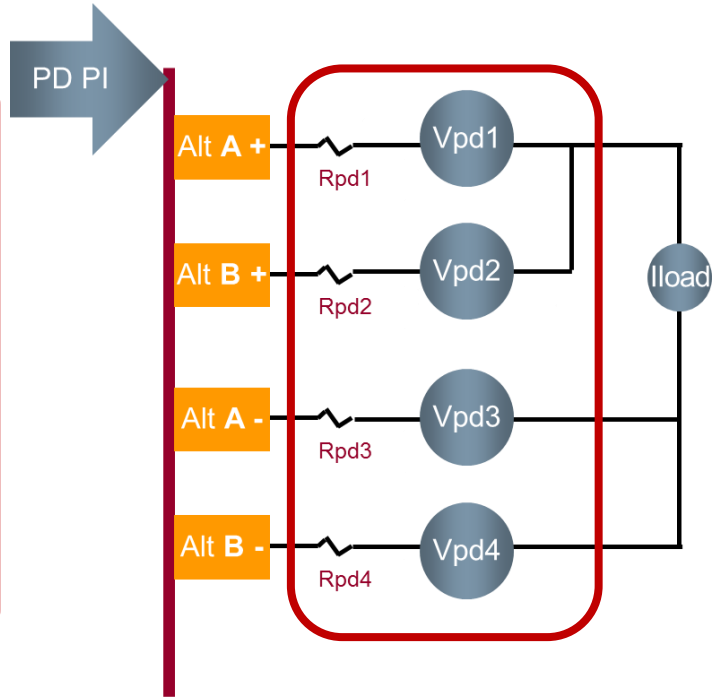 PD PI
Alt A +
Rpd1
Vpd1
Alt B +
Rpd2
Vpd2
Iload
Alt A -
Rpd3
Vpd3
Alt B -
Rpd4
Vpd4